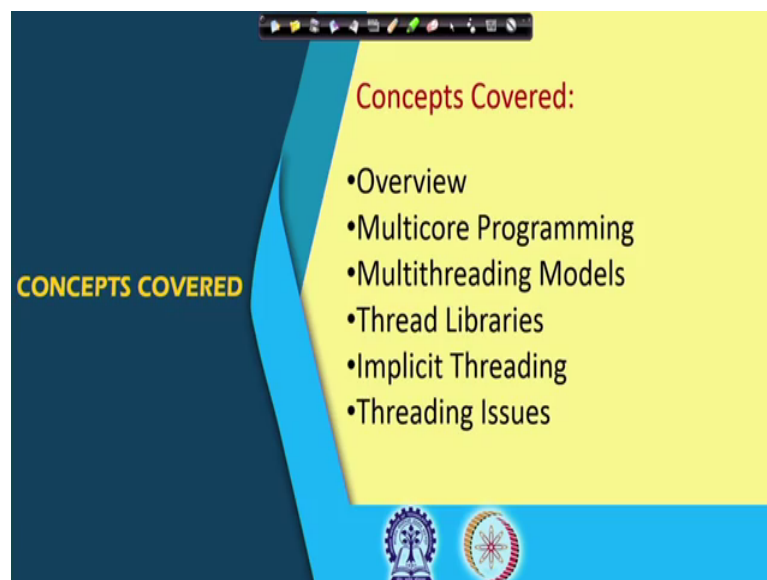 Concepts Covered:
•Overview
•Multicore Programming
CONCEPTS COVERED
•Multithreading Models
•Thread Libraries
•Implicit Threading
•Threading Issues